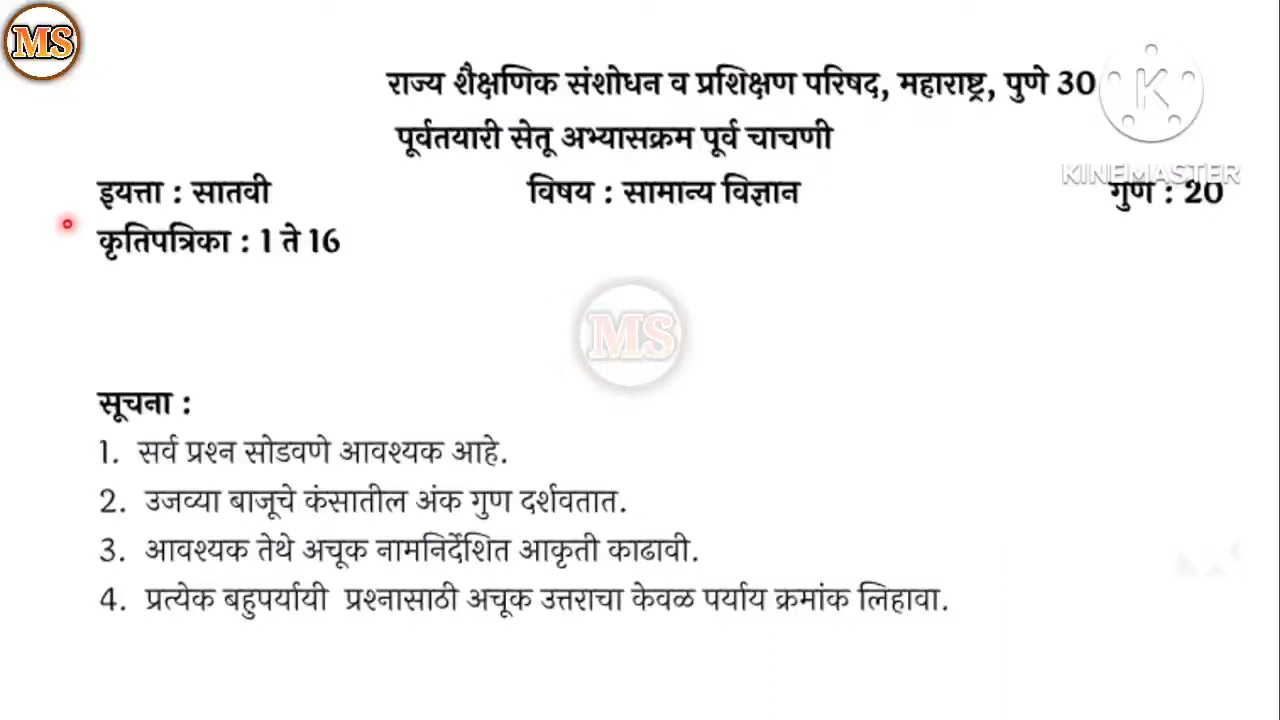 MS
राज्य शैक्षणिक संशोधन व प्रशिक्षण परिषद, महाराष्ट्र, पुणे 30
K
पूर्वतयारी सेतू अभ्यासक्रम पूर्व चाचणी
KINEMASTER
इयत्ता : सातवी विषय : सामान्य विज्ञान गुण : 20
कृतिपत्रिका : 1 ते 16
MS
सूचना :
1. सर्व प्रश्न सोडवणे आवश्यक आहे.
2. उजव्या बाजूचे कंसातील अंक गुण दर्शवतात.
3. आवश्यक तेथे अचूक नामनिर्देशित आकृती काढावी.
4. प्रत्येक बहुपर्यायी प्रश्नासाठी अचूक उत्तराचा केवळ पर्याय क्रमांक लिहावा.